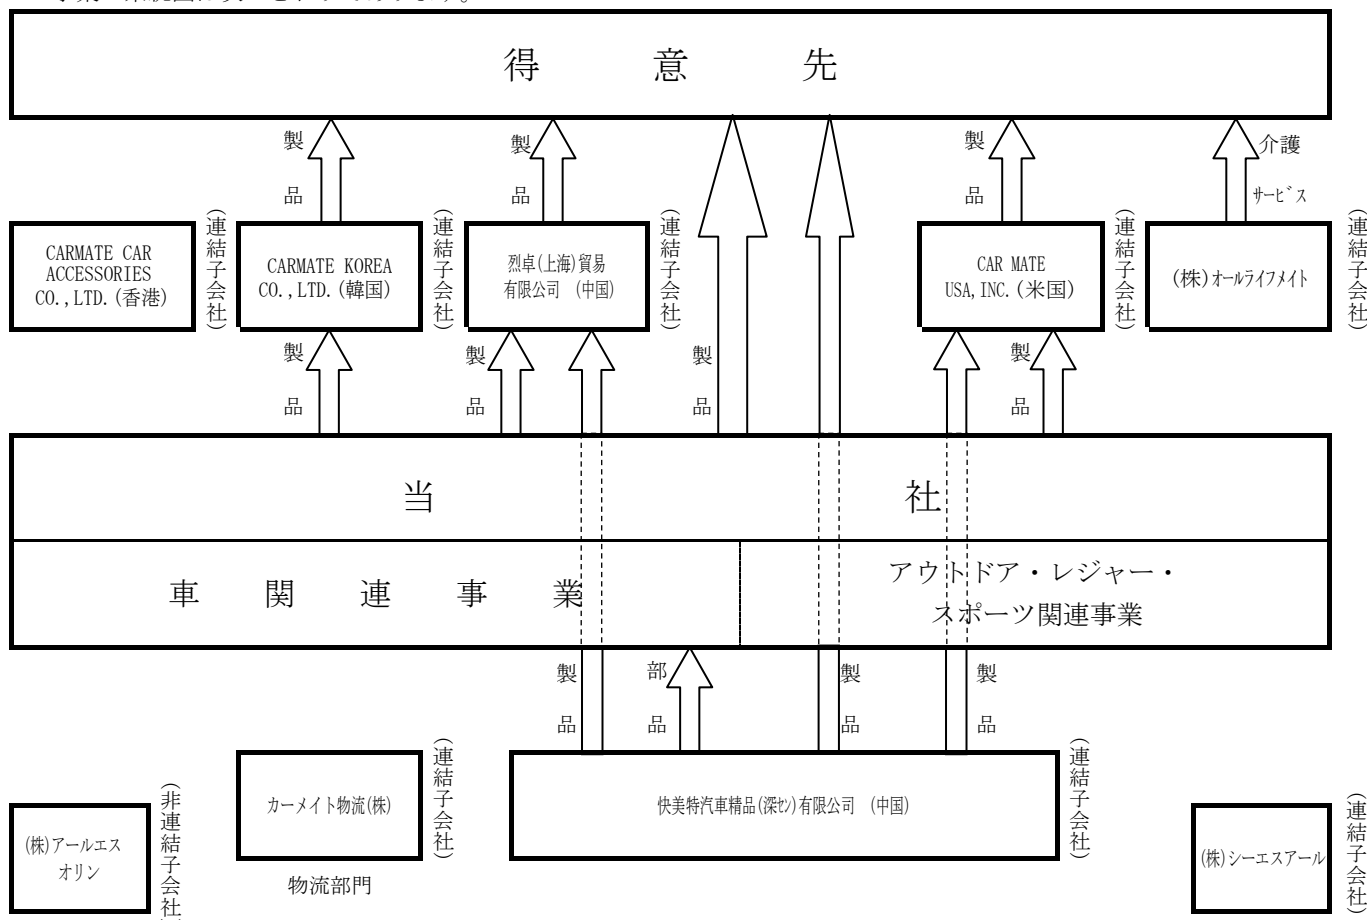 得意先
製品
製品
製品
介護
サービス
CARMATE CAR
ACCESSORIES
CO.,LTD.(香港)
(連結子会社)
CARMATE KOREA
CO.,LTD.(韓国)
(連結子会社)
烈卓(上海)貿易
有限公司 (中国)
(連結子会社)
CAR MATE
USA,INC.(米国)
(連結子会社)
(株)オールライフメイト
(連結子会社)
製品
製品
製品
製品
当社
車関連事業
アウトドア・レジャー・
スポーツ関連事業
製品
部品
製品
製品
カーメイト物流(株)
(連結子会社)
物流部門
快美特汽車精品(深セン)有限公司 (中国)
(連結子会社)
(株)アールエス
オリン
(非連結子会社
(株)シーエスアール
(連結子会社)